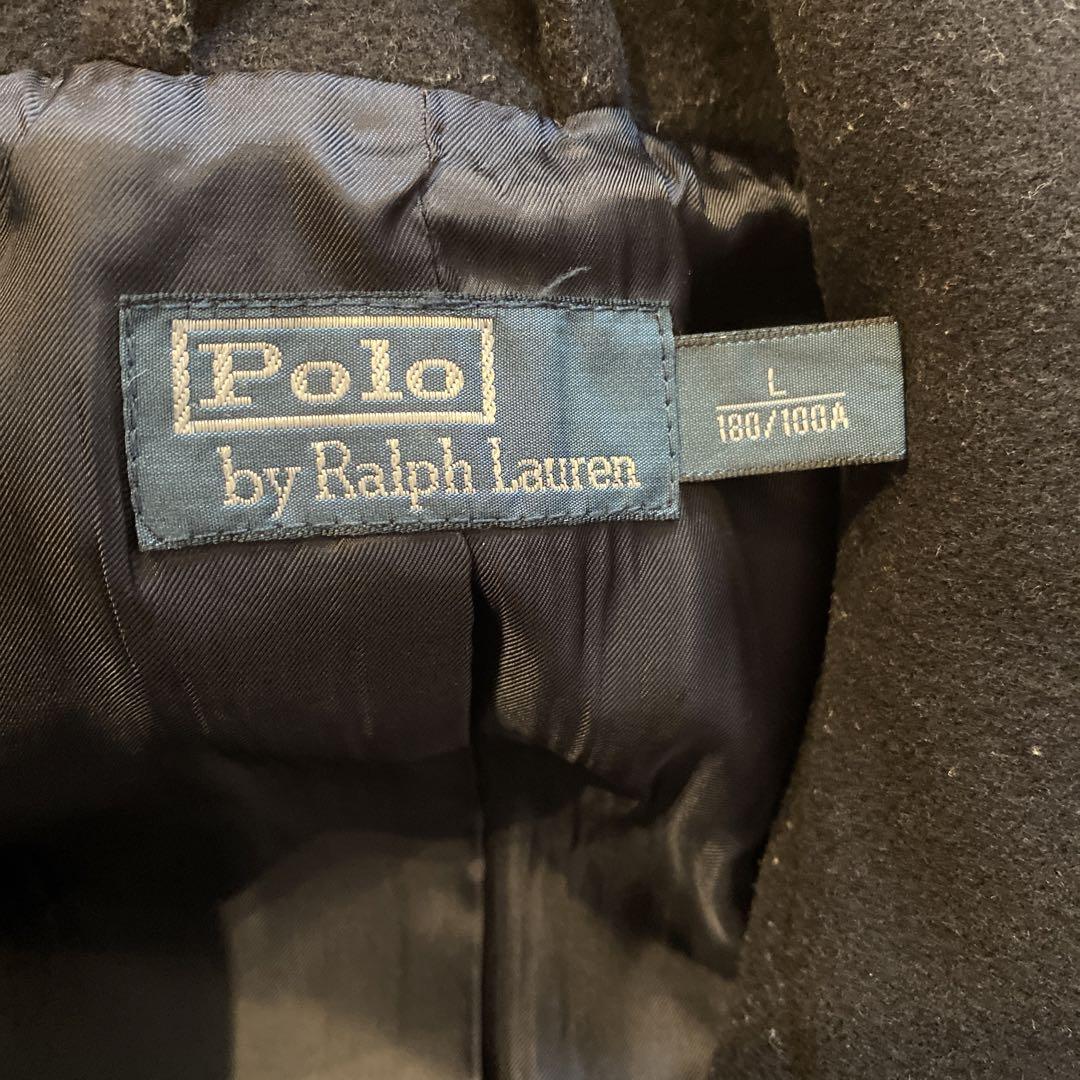 Polo
by Ralph Lauren
L
180/100A